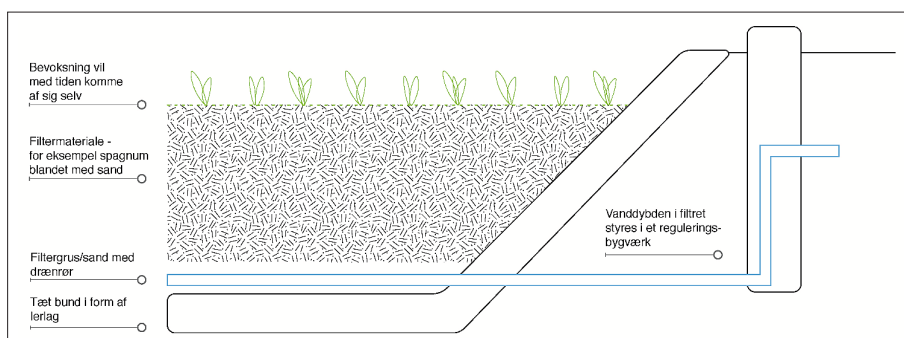 Bevoksning vil
med tiden komme
af sig selv
Filtermateriale -
for eksempel spagnum
blandet med sand
Vanddybden i filtret
styres i et regulerings-
bygværk
Filtergrus/sand med
drænrør
Tæt bund i form af
lerlag